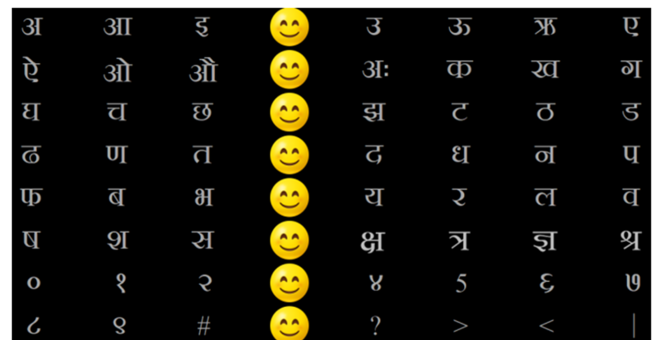 अ आ इ 😊 उ ऊ ऋ ए
ऐ ओ औ 😊 अः क ख ग
घ च छ 😊 झ ट ठ ड
ढ ण त 😊 द ध न प
फ ब भ 😊 य र ल व
ष श स 😊 क्ष त्र ज्ञ श्र
० १ २ 😊 ४ 5 ६ ७
८ ९ # 😊 ? > < |